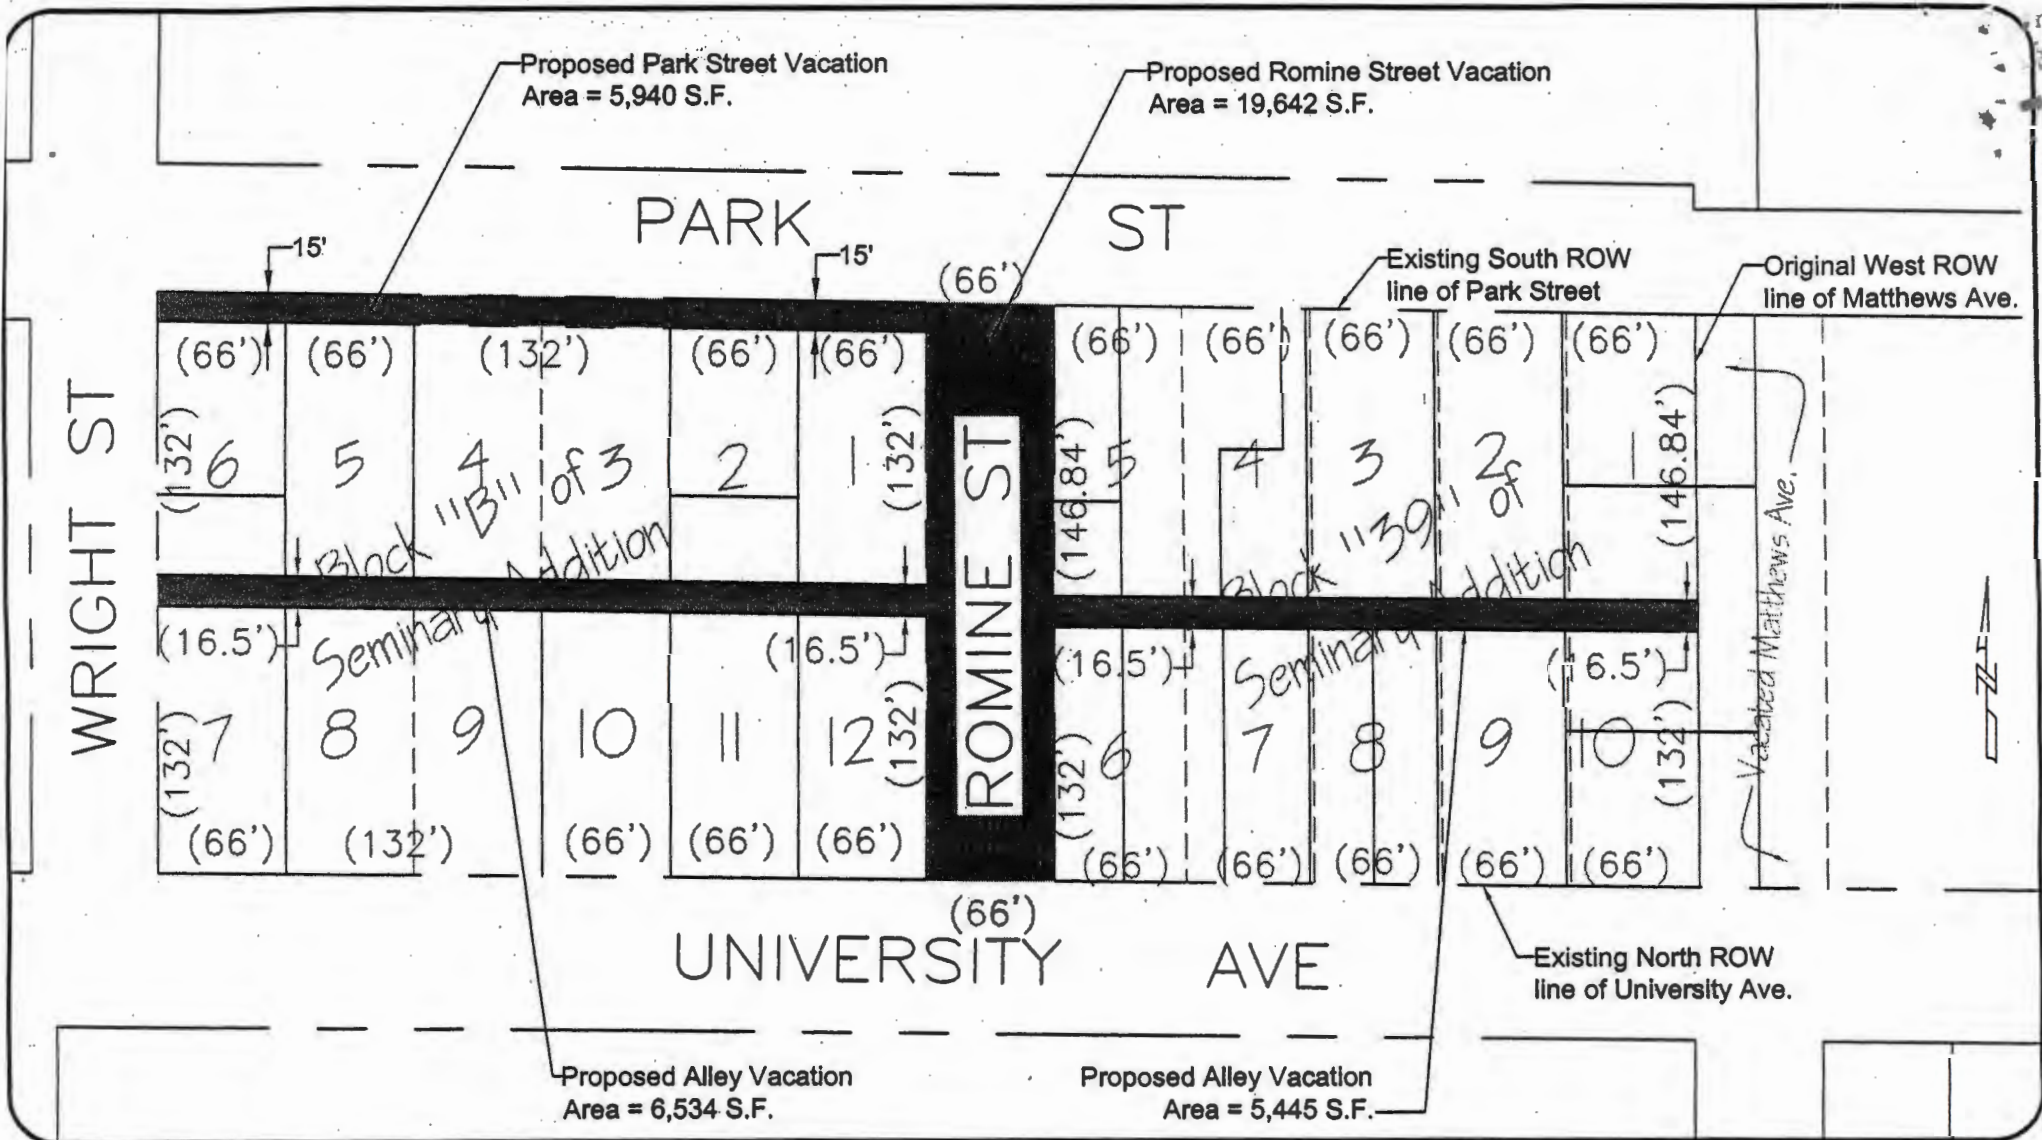 Proposed Park Street Vacation
Area = 5,940 S.F.
Proposed Romine Street Vacation
Area = 19,642 S.F.
PARK ST
15'
15'
(66')
Existing South ROW
line of Park Street
Original West ROW
line of Matthews Ave.
(66') (66') (132') (66') (66')
(66') (66') (66') (66') (66')
WRIGHT ST
(132')
6 5 4 3 2 1
(132')
Block "B" of
Seminary Addition
ROMINE ST
(146.84')
5 4 3 2 1
(146.84')
Block "39" of
Seminary Addition
Vacated Matthews Ave.
N
(16.5') (16.5') (16.5') (16.5')
(132')
7 8 9 10 11 12
(132')
(132')
6 7 8 9 10
(132')
(66') (132') (66') (66') (66')
(66') (66') (66') (66') (66')
(66')
UNIVERSITY AVE
Existing North ROW
line of University Ave.
Proposed Alley Vacation
Area = 6,534 S.F.
Proposed Alley Vacation
Area = 5,445 S.F.